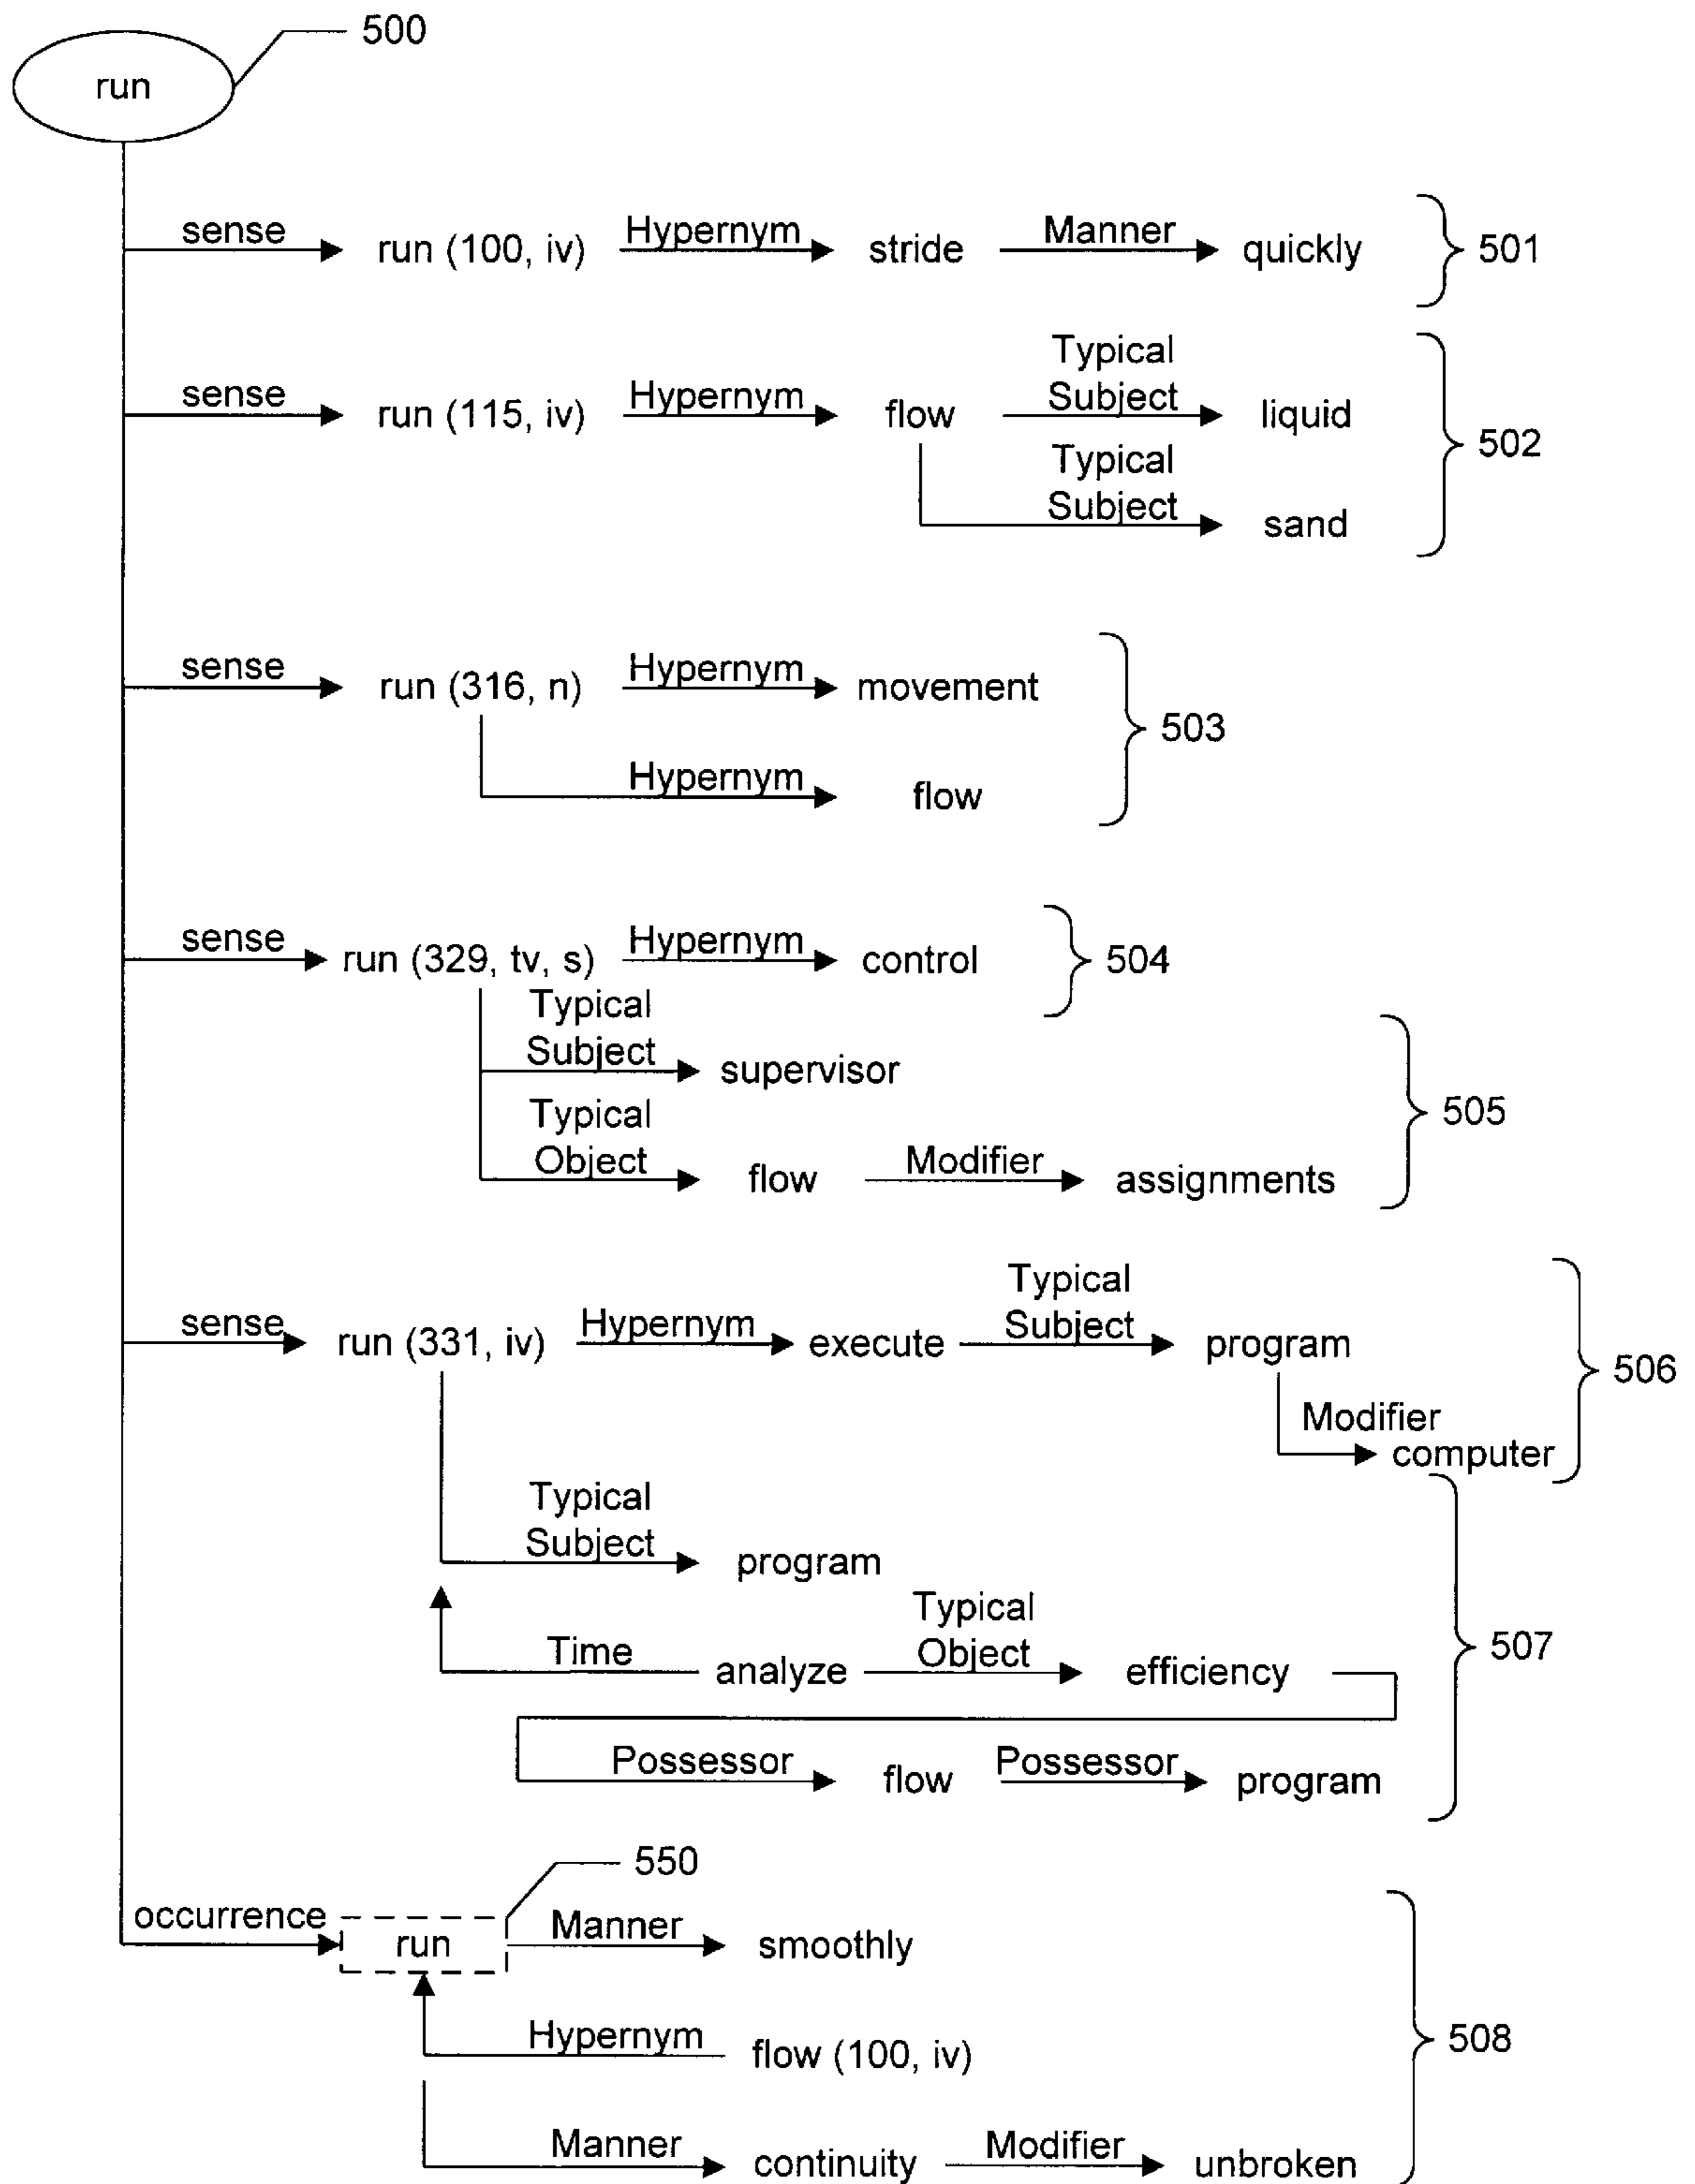 500
run
sense run (100, iv) Hypernym stride Manner quickly 501
Typical
sense run (115, iv) Hypernym flow Subject liquid
502
Typical
Subject sand
sense run (316, n) Hypernym movement
503
Hypernym flow
sense run (329, tv, s) Hypernym control 504
Typical
Subject supervisor
505
Typical
Object flow Modifier assignments
Typical
sense run (331, iv) Hypernym execute Subject program
506
Modifier
computer
Typical
Subject program
Typical
507
Time analyze Object efficiency
Possessor flow Possessor program
550
occurrence run Manner smoothly
508
Hypernym flow (100, iv)
Manner continuity Modifier unbroken